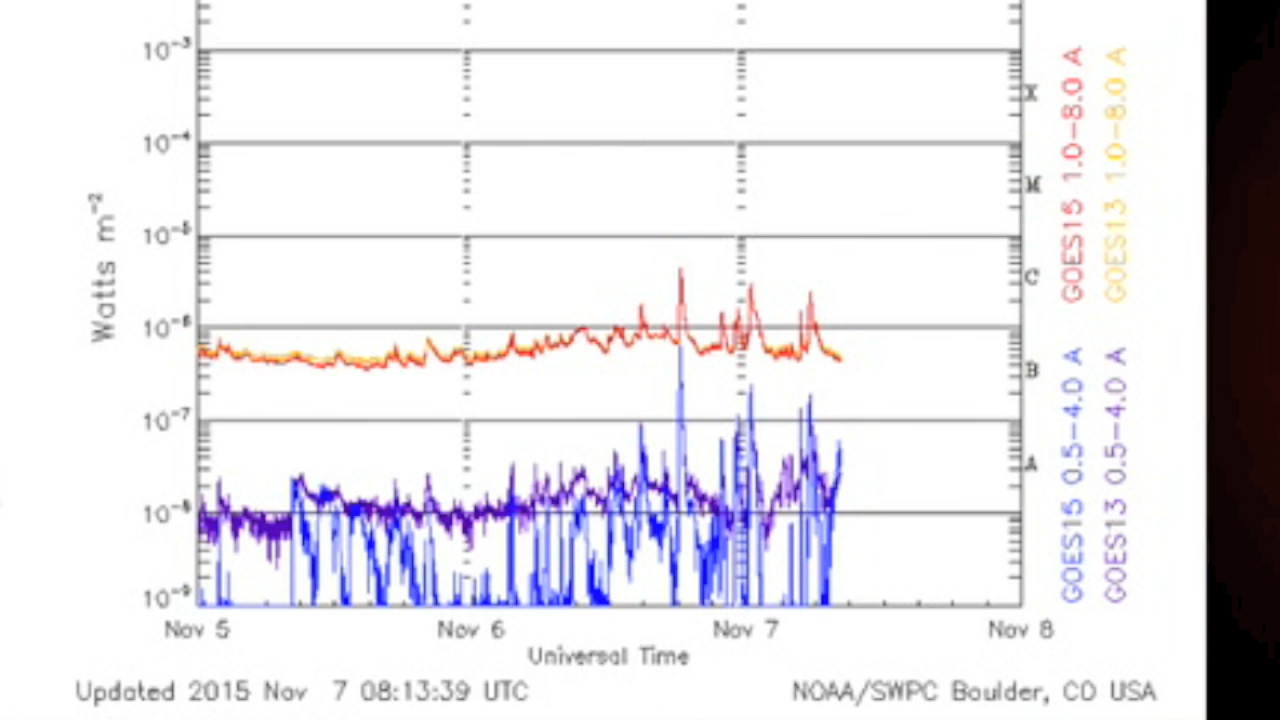 10⁻³
10⁻⁴
10⁻⁵
10⁻⁶
10⁻⁷
10⁻⁸
10⁻⁹
Watts m⁻²
X
M
C
B
A
GOES15 1.0-8.0 A
GOES13 1.0-8.0 A
GOES15 0.5-4.0 A
GOES13 0.5-4.0 A
Nov 5 Nov 6 Nov 7 Nov 8
Universal Time
Updated 2015 Nov 7 08:13:39 UTC NOAA/SWPC Boulder, CO USA